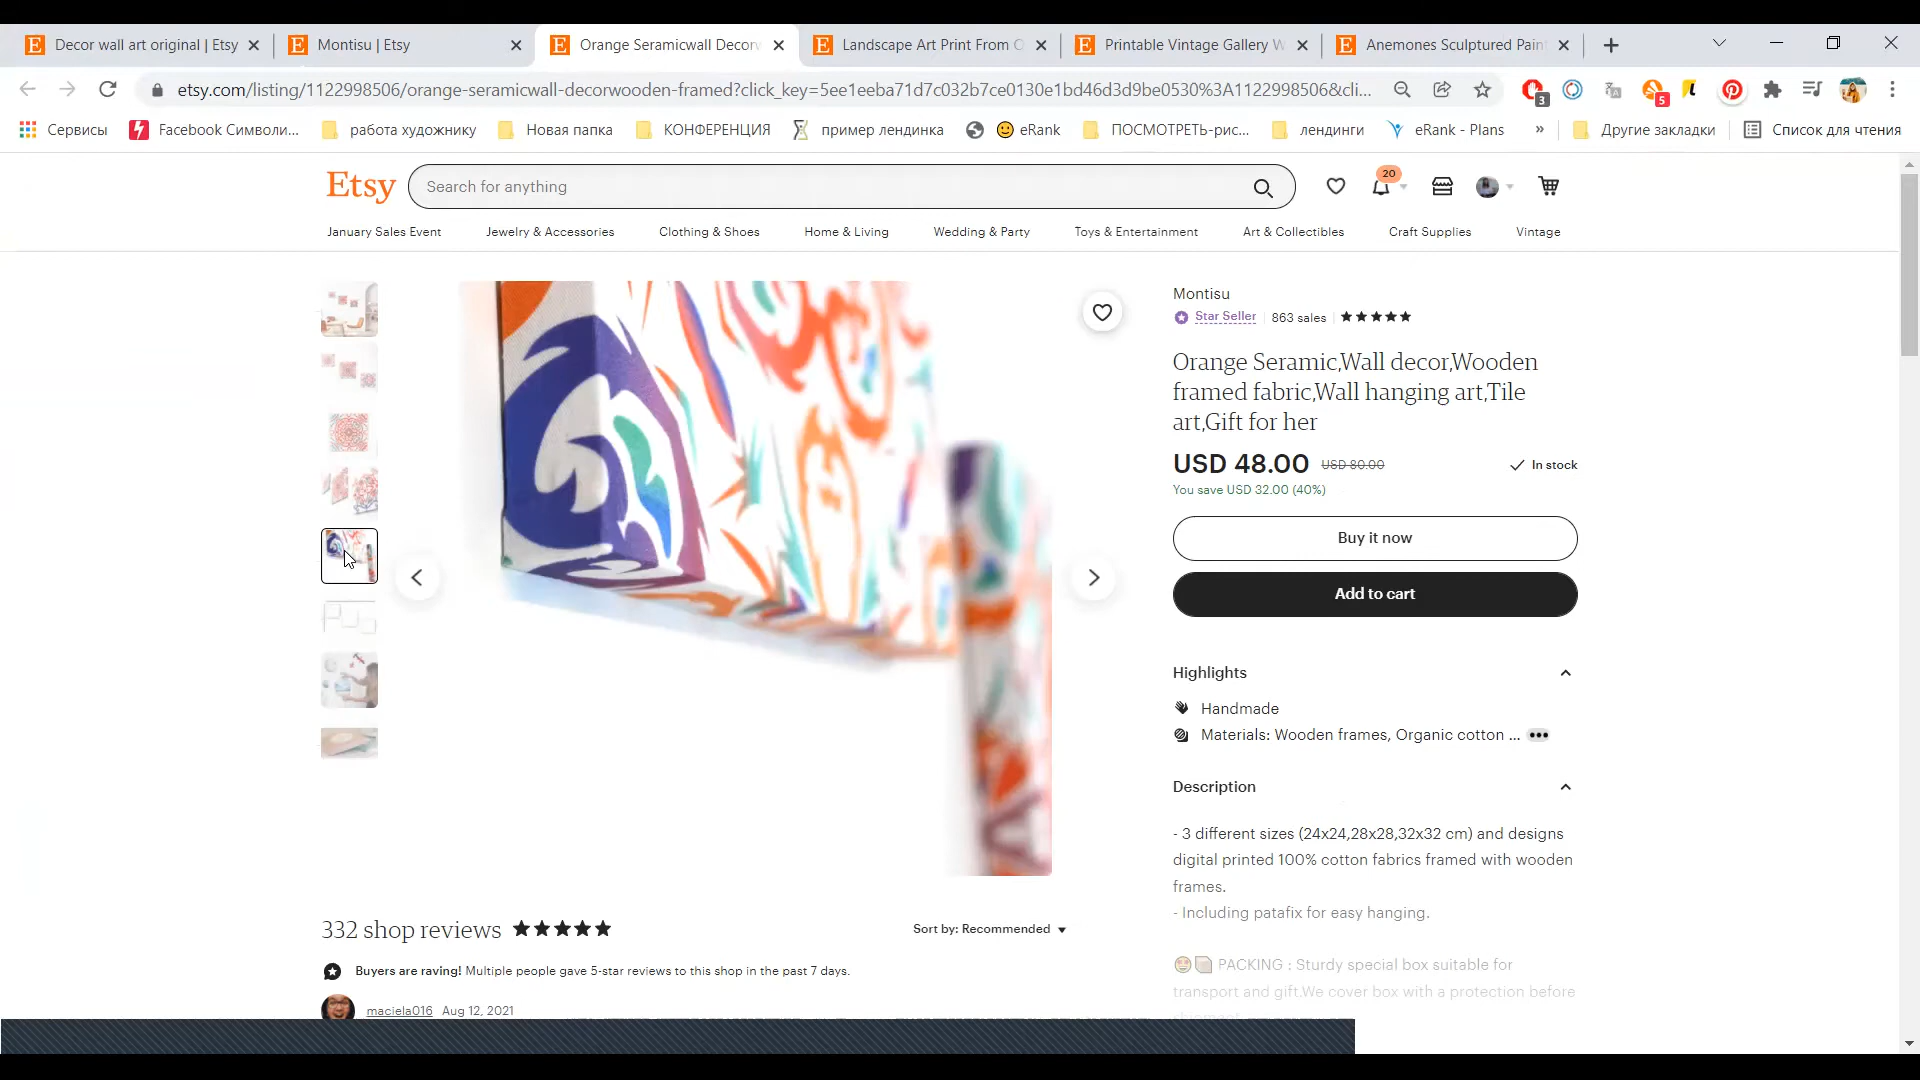 Decor wall art original | Etsy
Montisu | Etsy
Orange Seramicwall Decorw
Landscape Art Print From O
Printable Vintage Gallery W
Anemones Sculptured Pain
etsy.com/listing/1122998506/orange-seramicwall-decorwooden-framed?click_key=5ee1eeba71d7c032b7ce0130e1bd46d3d9be0530%3A1122998506&cli...
3
5
Сервисы
Facebook Символи...
работа художнику
Новая папка
КОНФЕРЕНЦИЯ
пример лендинка
eRank
ПОСМОТРЕТЬ-рис...
лендинги
eRank - Plans
»
Другие закладки
Список для чтения
Etsy
Search for anything
20
January Sales Event
Jewelry & Accessories
Clothing & Shoes
Home & Living
Wedding & Party
Toys & Entertainment
Art & Collectibles
Craft Supplies
Vintage
Montisu
Star Seller | 863 sales |
Orange Seramic,Wall decor,Wooden
framed fabric,Wall hanging art,Tile
art,Gift for her
USD 48.00 USD 80.00
In stock
You save USD 32.00 (40%)
Buy it now
Add to cart
Highlights
Handmade
Materials: Wooden frames, Organic cotton ...
Description
- 3 different sizes (24x24,28x28,32x32 cm) and designs
digital printed 100% cotton fabrics framed with wooden
frames.
- Including patafix for easy hanging.
PACKING : Sturdy special box suitable for
transport and gift.We cover box with a protection before
332 shop reviews
Sort by: Recommended
Buyers are raving! Multiple people gave 5-star reviews to this shop in the past 7 days.
maciela016 Aug 12, 2021